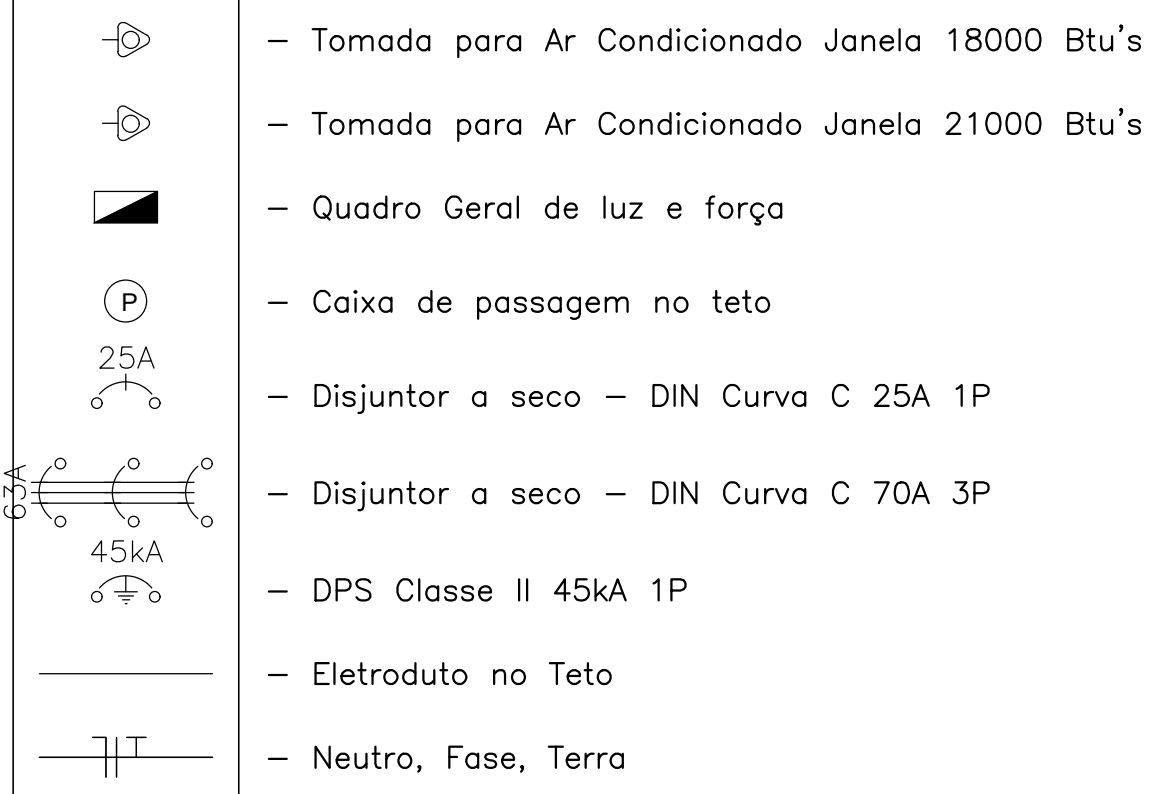 – Tomada para Ar Condicionado Janela 18000 Btu's
– Tomada para Ar Condicionado Janela 21000 Btu's
– Quadro Geral de luz e força
P – Caixa de passagem no teto
25A
– Disjuntor a seco – DIN Curva C 25A 1P
63A – Disjuntor a seco – DIN Curva C 70A 3P
45kA
– DPS Classe II 45kA 1P
– Eletroduto no Teto
– Neutro, Fase, Terra